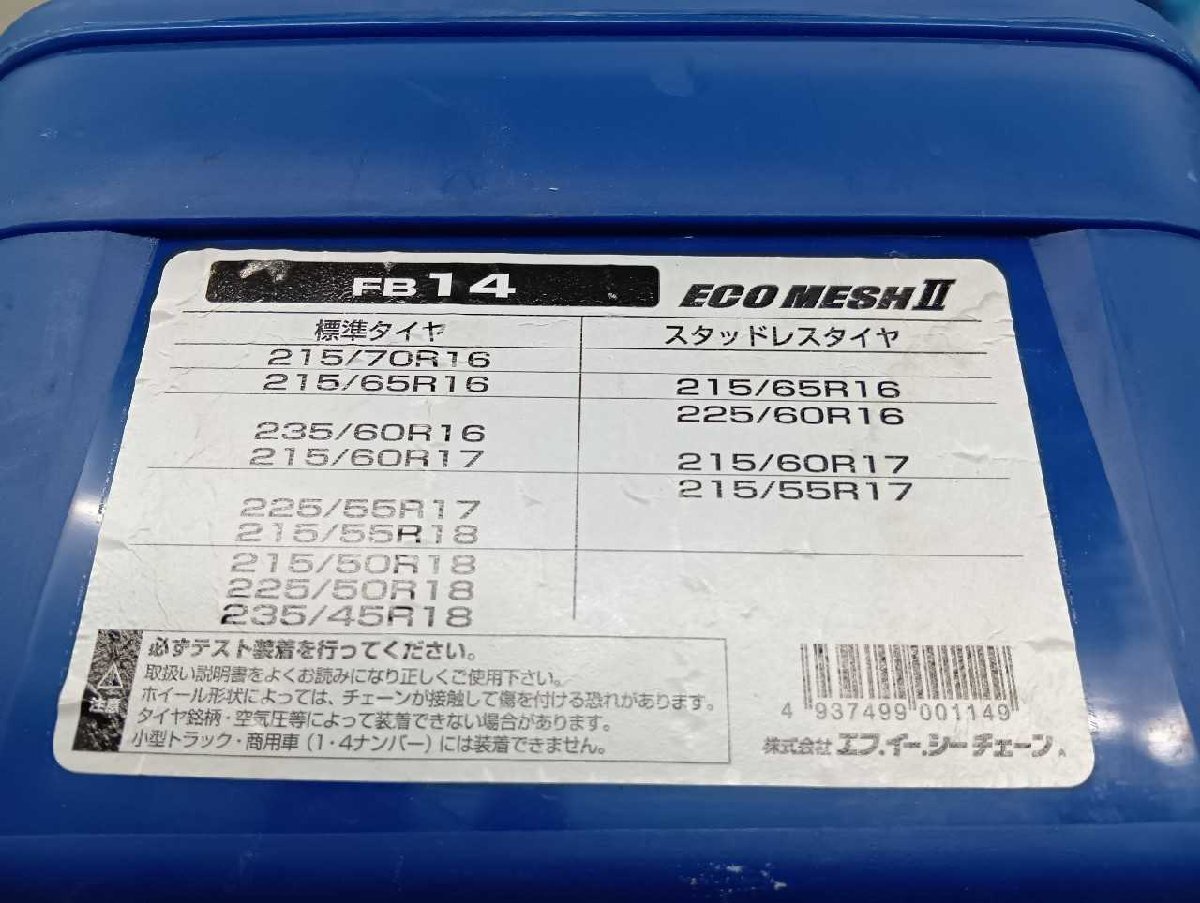 FB 14
ECO MESH II
標準タイヤ
スタッドレスタイヤ
215/70R16
215/65R16
215/65R16
225/60R16
235/60R16
215/60R17
215/60R17
215/55R17
225/55R17
215/55R18
215/50R18
225/50R18
235/45R18
注意
必ずテスト装着を行ってください。
取扱い説明書をよくお読みになり正しくご使用下さい。
ホイール形状によっては、チェーンが接触して傷を付ける恐れがあります。
タイヤ銘柄・空気圧等によって装着できない場合があります。
小型トラック・商用車（1・4ナンバー）には装着できません。
4 937499 001149
株式会社 エフ.イー.シーチェーン A